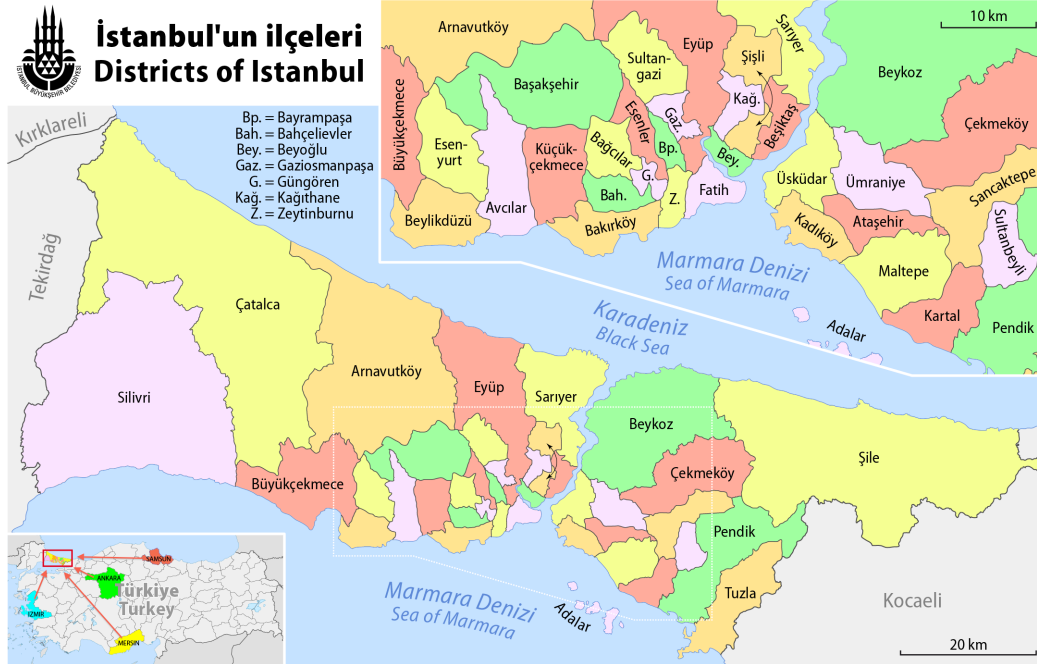 İSTANBUL BÜYÜKŞEHİR BELEDİYESİ
İstanbul'un ilçeleri
Districts of Istanbul
Bp. = Bayrampaşa
Bah. = Bahçelievler
Bey. = Beyoğlu
Gaz. = Gaziosmanpaşa
G. = Güngören
Kağ. = Kağıthane
Z. = Zeytinburnu
10 km
Arnavutköy
Eyüp
Sarıyer
Sultan-
gazi
Şişli
Beykoz
Başakşehir
Büyükçekmece
Kağ.
Gaz.
Esenler
Beşiktaş
Çekmeköy
Esen-
yurt
Küçük-
çekmece
Bağcılar
Bp.
Bey.
G.
Üsküdar
Ümraniye
Sancaktepe
Bah.
Z.
Fatih
Avcılar
Beylikdüzü
Bakırköy
Kadıköy
Ataşehir
Sultanbeyli
Maltepe
Marmara Denizi
Sea of Marmara
Kartal
Pendik
Adalar
Kırklareli
Tekirdağ
Karadeniz
Black Sea
Çatalca
Arnavutköy
Eyüp
Sarıyer
Silivri
Beykoz
Büyükçekmece
Çekmeköy
Şile
Pendik
Tuzla
Kocaeli
Marmara Denizi
Sea of Marmara
Adalar
20 km
SAMSUN
ANKARA
Türkiye
Turkey
İZMİR
MERSİN